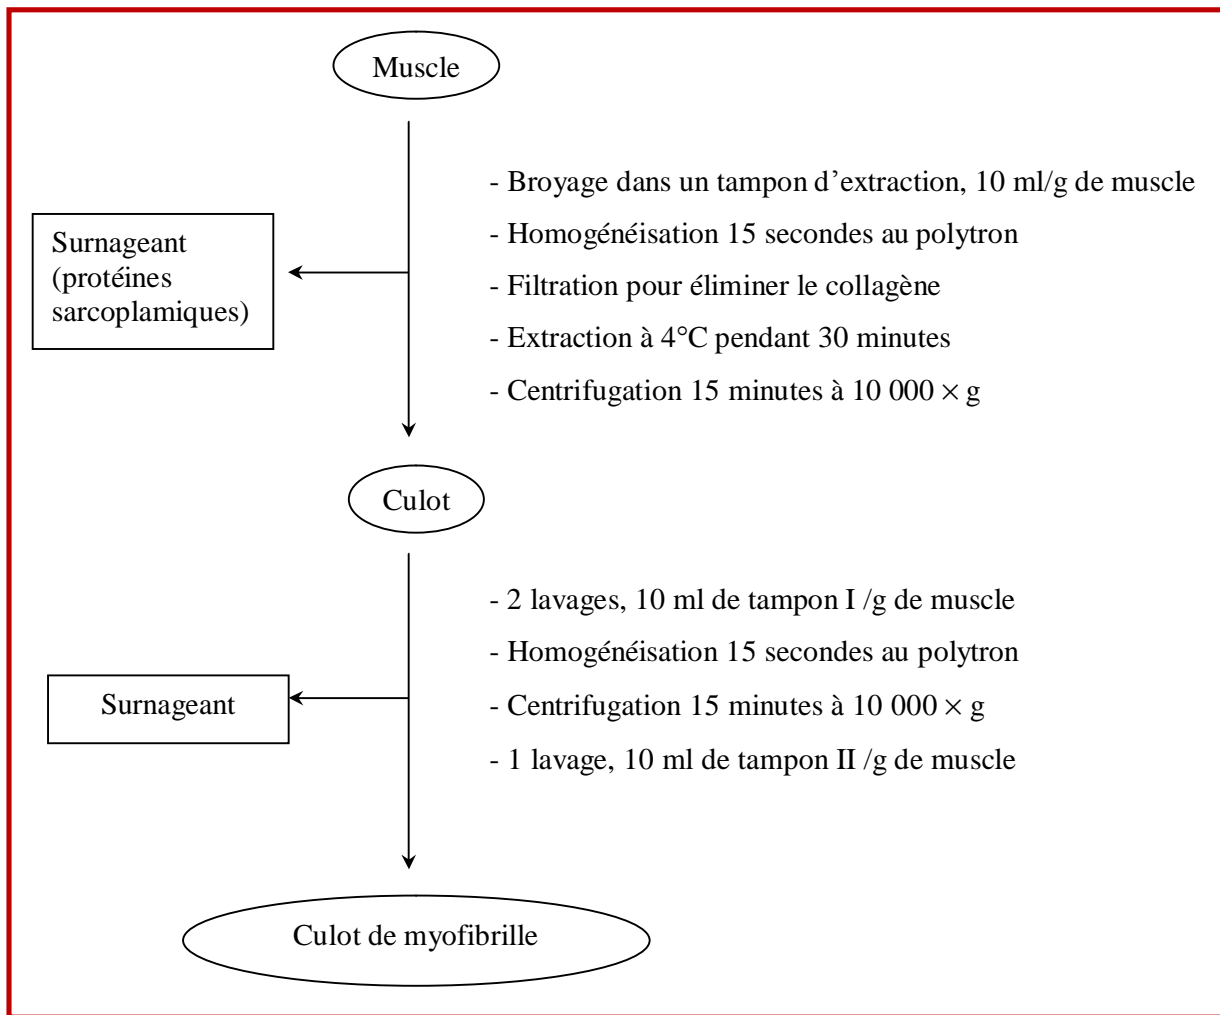 Muscle
- Broyage dans un tampon d’extraction, 10 ml/g de muscle
- Homogénéisation 15 secondes au polytron
- Filtration pour éliminer le collagène
- Extraction à 4°C pendant 30 minutes
- Centrifugation 15 minutes à 10 000 × g
Surnageant
(protéines
sarcoplamiques)
Culot
- 2 lavages, 10 ml de tampon I /g de muscle
- Homogénéisation 15 secondes au polytron
- Centrifugation 15 minutes à 10 000 × g
- 1 lavage, 10 ml de tampon II /g de muscle
Surnageant
Culot de myofibrille